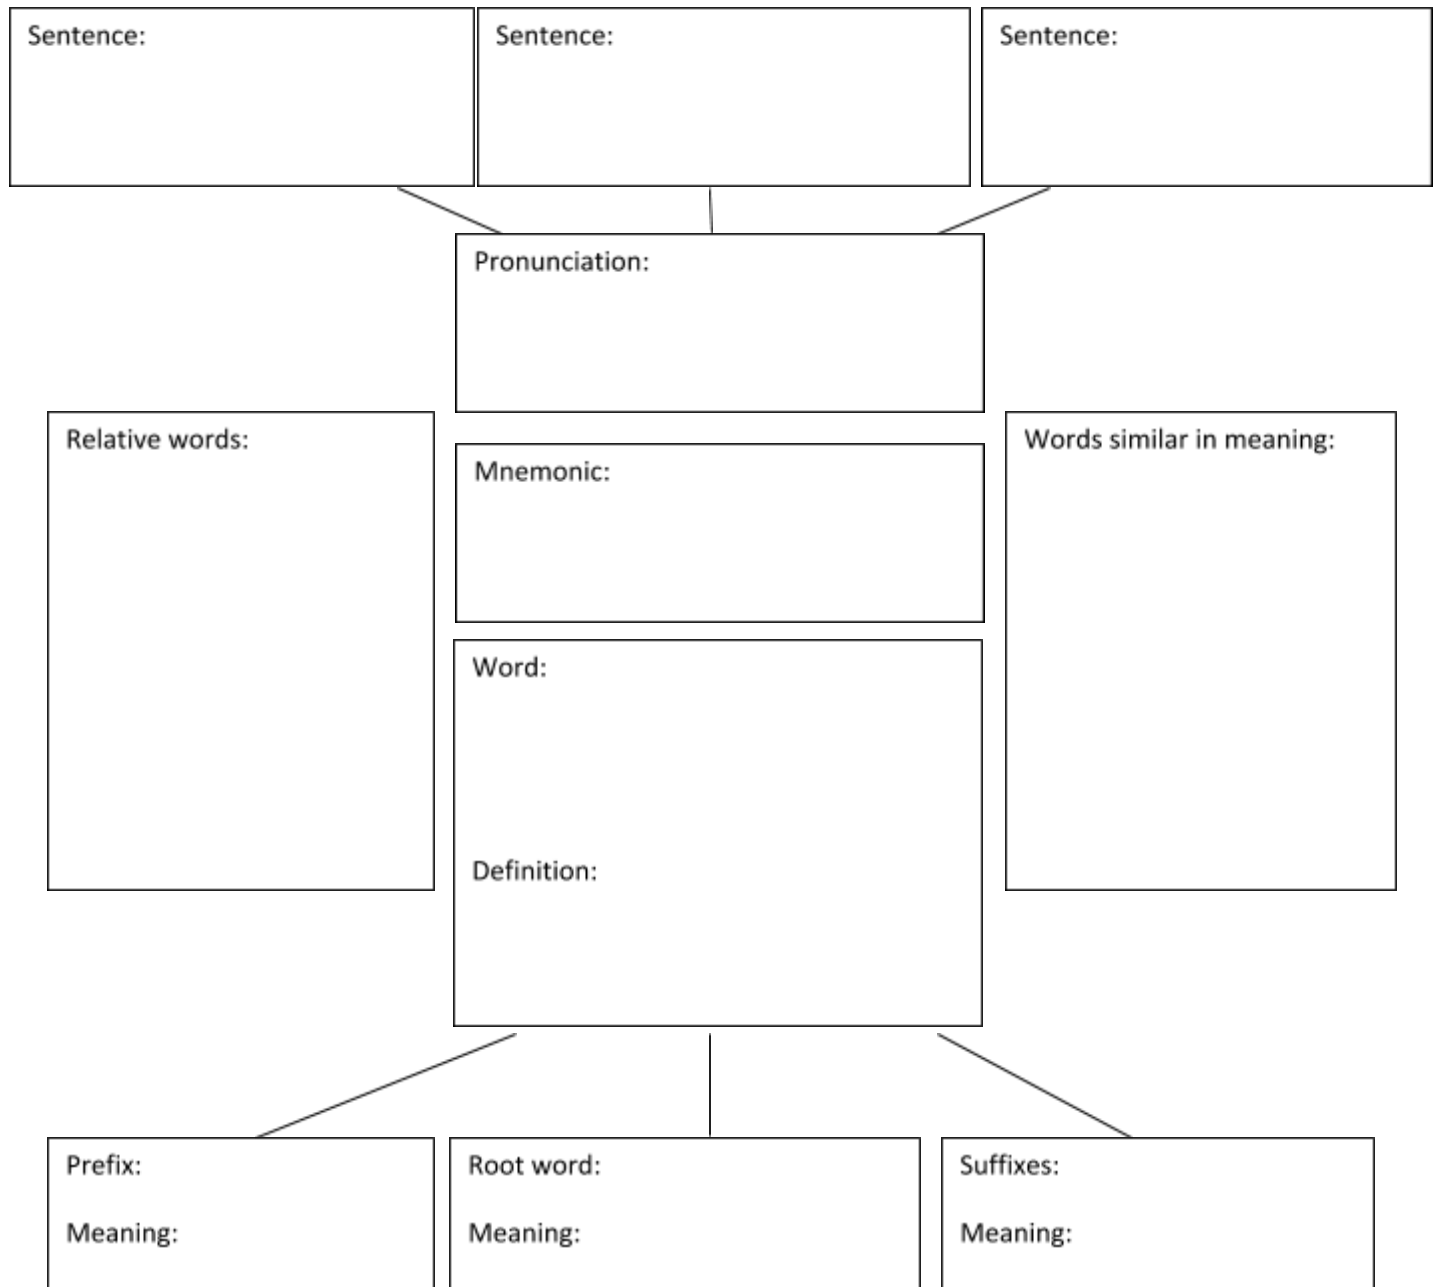 Sentence:
Sentence:
Sentence:
Pronunciation:
Relative words:
Mnemonic:
Words similar in meaning:
Word:
Definition:
Prefix:
Meaning:
Root word:
Meaning:
Suffixes:
Meaning: